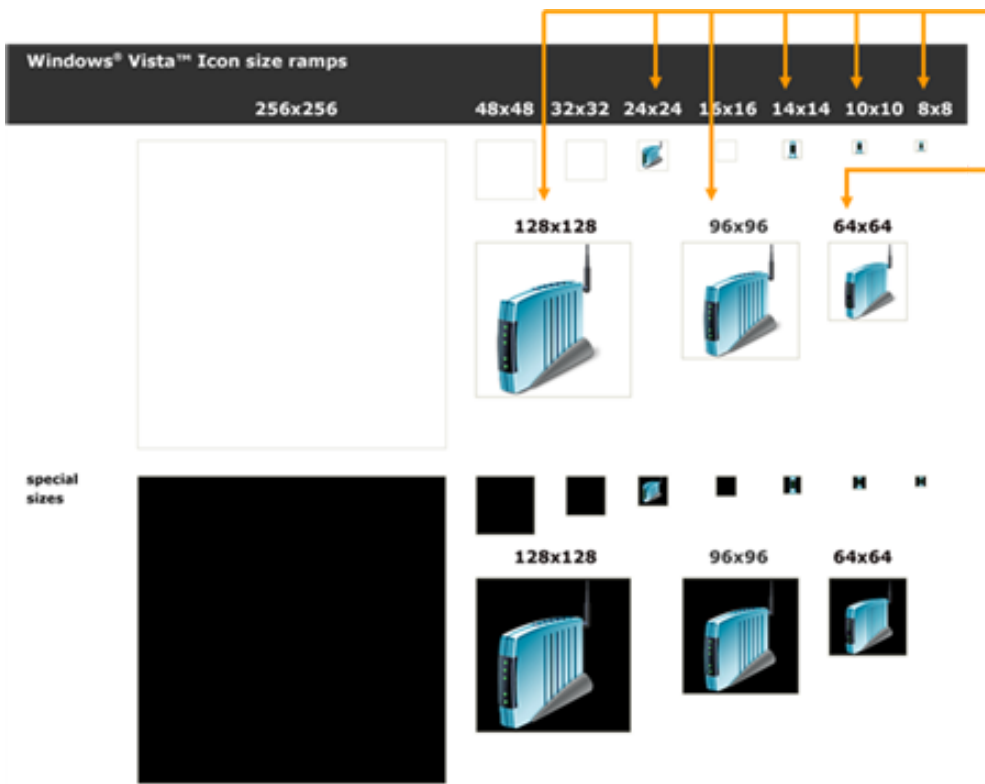 Windows® Vista™ Icon size ramps
256x256 48x48 32x32 24x24 16x16 14x14 10x10 8x8
128x128 96x96 64x64
special
sizes
128x128 96x96 64x64